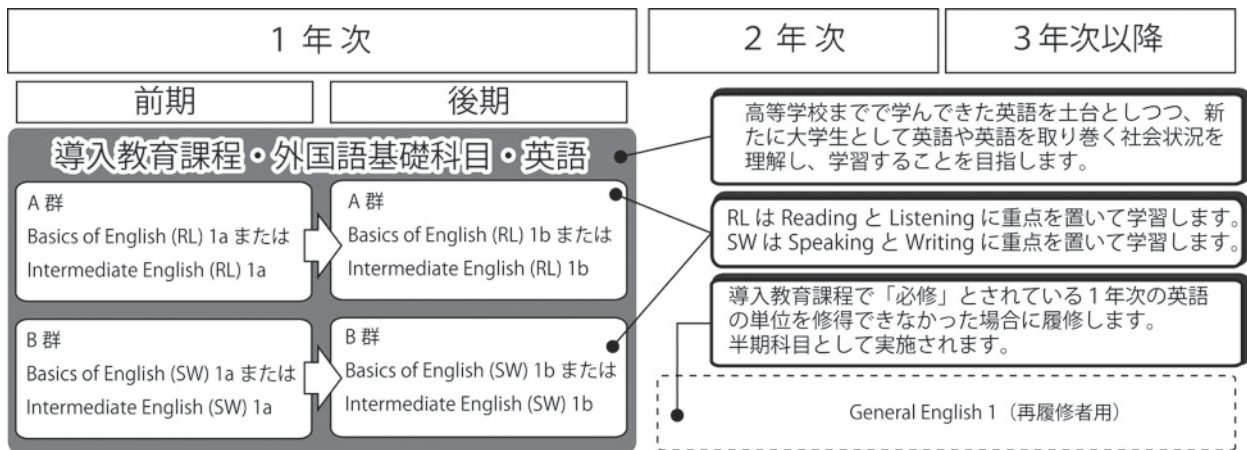 1 年 次
2 年 次
3 年次以降
前期
後期
導入教育課程・外国語基礎科目・英語
A 群
Basics of English (RL) 1a または
Intermediate English (RL) 1a
A 群
Basics of English (RL) 1b または
Intermediate English (RL) 1b
B 群
Basics of English (SW) 1a または
Intermediate English (SW) 1a
B 群
Basics of English (SW) 1b または
Intermediate English (SW) 1b
高等学校までで学んできた英語を土台としつつ、新
たに大学生として英語や英語を取り巻く社会状況を
理解し、学習することを目指します。
RL は Reading と Listening に重点を置いて学習します。
SW は Speaking と Writing に重点を置いて学習します。
導入教育課程で「必修」とされている 1 年次の英語
の単位を修得できなかった場合に履修します。
半期科目として実施されます。
General English 1（再履修者用）